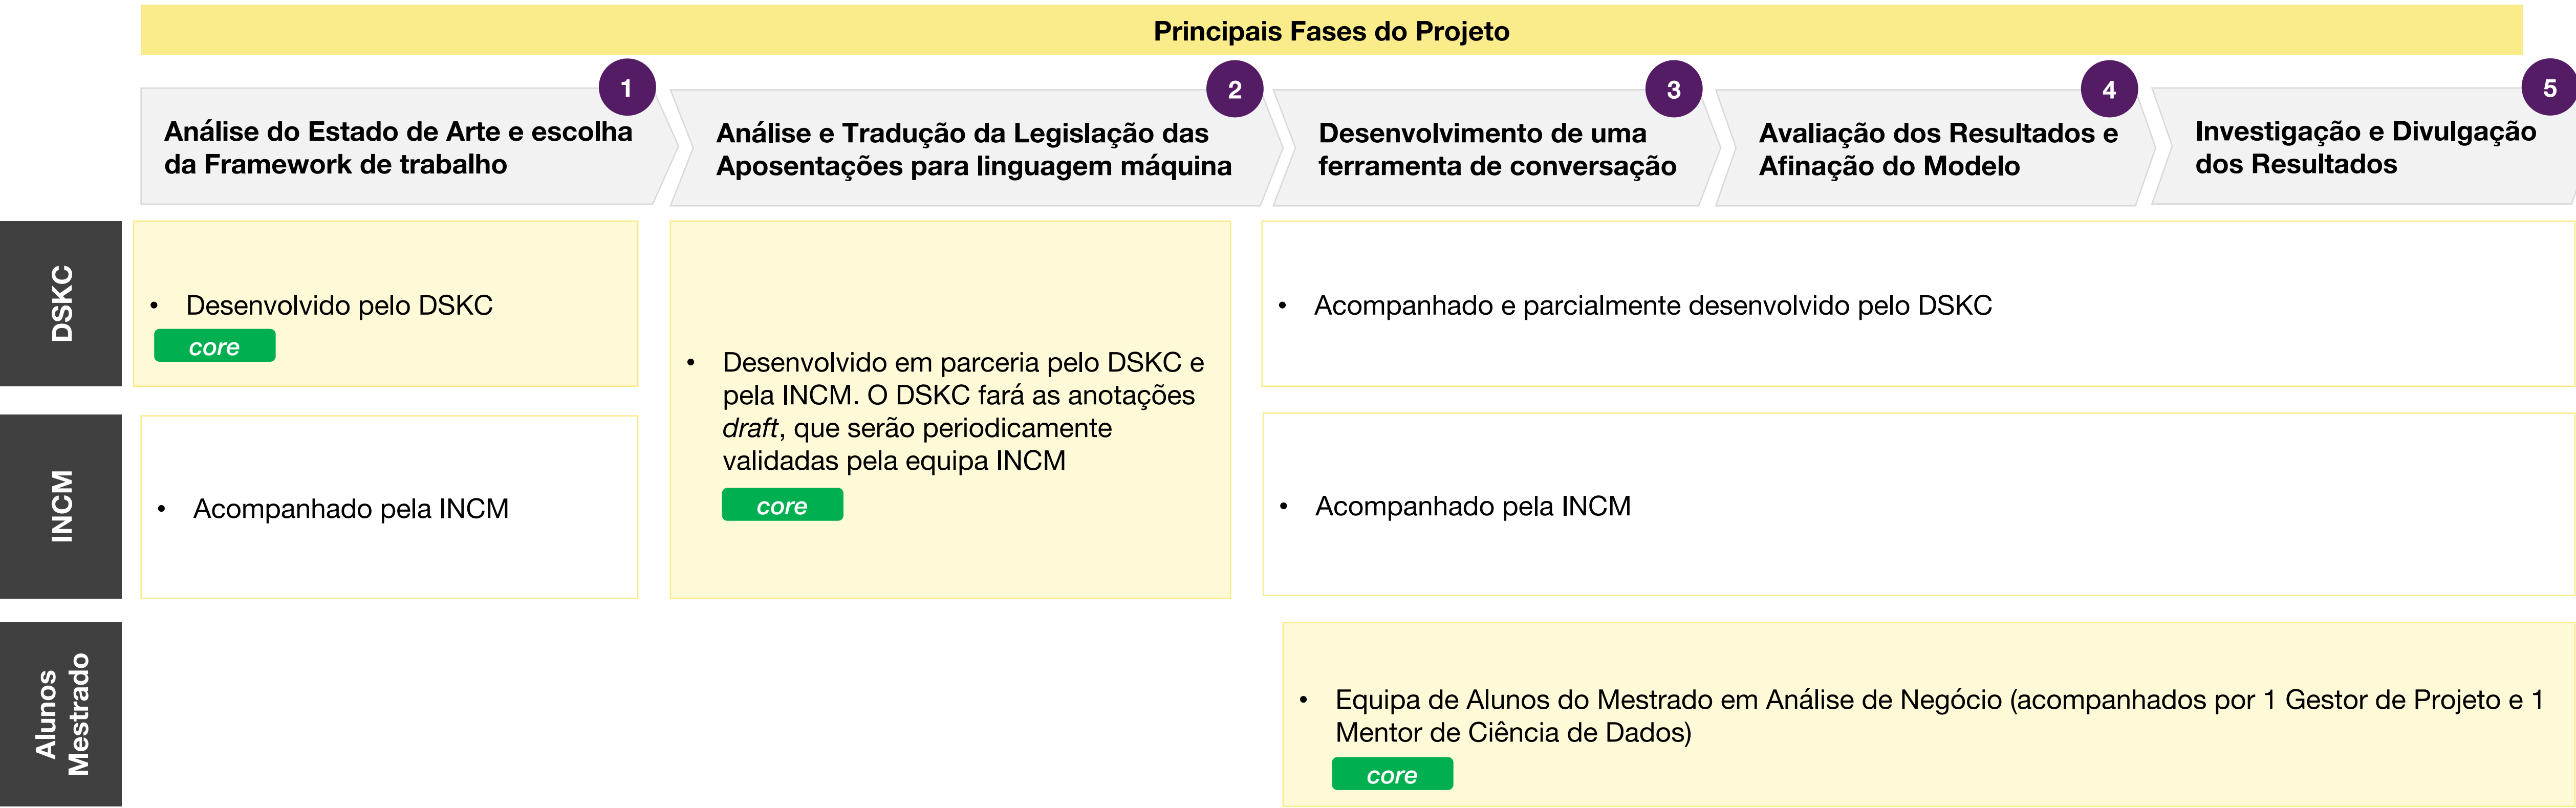 Principais Fases do Projeto
1
Análise do Estado de Arte e escolha
da Framework de trabalho
2
Análise e Tradução da Legislação das
Aposentações para linguagem máquina
3
Desenvolvimento de uma
ferramenta de conversação
4
Avaliação dos Resultados e
Afinação do Modelo
5
Investigação e Divulgação
dos Resultados
DSKC
• Desenvolvido pelo DSKC
core
• Desenvolvido em parceria pelo DSKC e
pela INCM. O DSKC fará as anotações
draft, que serão periodicamente
validadas pela equipa INCM
core
• Acompanhado e parcialmente desenvolvido pelo DSKC
INCM
• Acompanhado pela INCM
• Acompanhado pela INCM
Alunos
Mestrado
• Equipa de Alunos do Mestrado em Análise de Negócio (acompanhados por 1 Gestor de Projeto e 1
Mentor de Ciência de Dados)
core